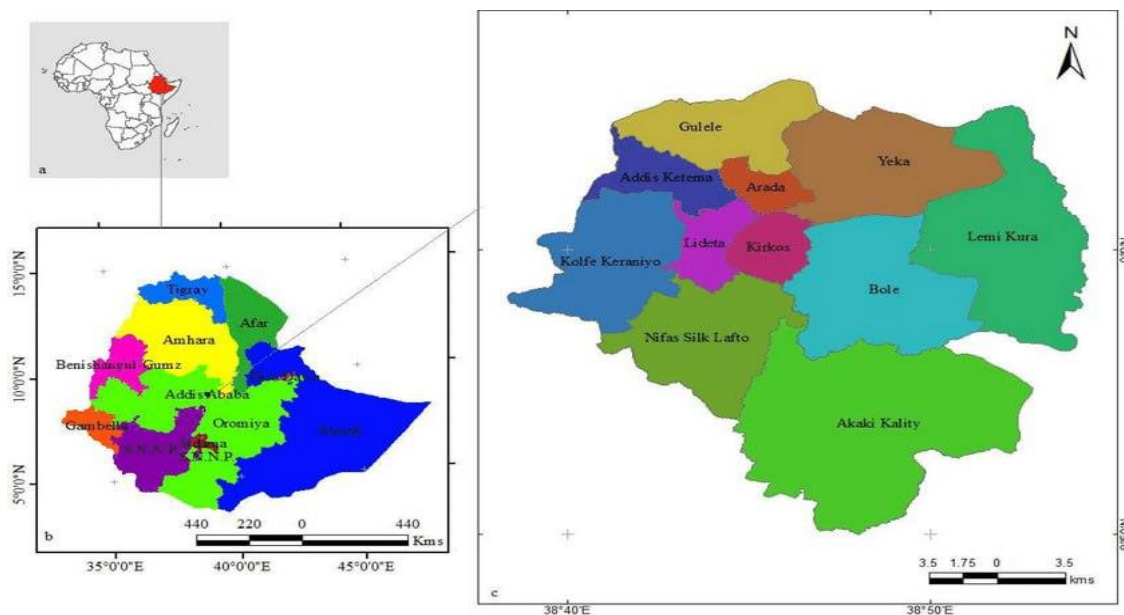 a
Tigray
Afar
Amhara
Benishangul-Gumz
Addis Ababa
Oromiya
Gambella
S.N.N.P.
S.N.N.P.
15°0'0"N
10°0'0"N
5°0'0"N
440 220 0 440
Kms
b
35°0'0"E 40°0'0"E 45°0'0"E
N
Gulele
Yeka
Addis Ketema
Arada
Lemi Kura
Lideta
Kirkos
Kolfe Keraniyo
Bole
Nifas Silk Lafto
Akaki Kality
3.5 1.75 0 3.5
kms
c
38°40'E 38°50'E